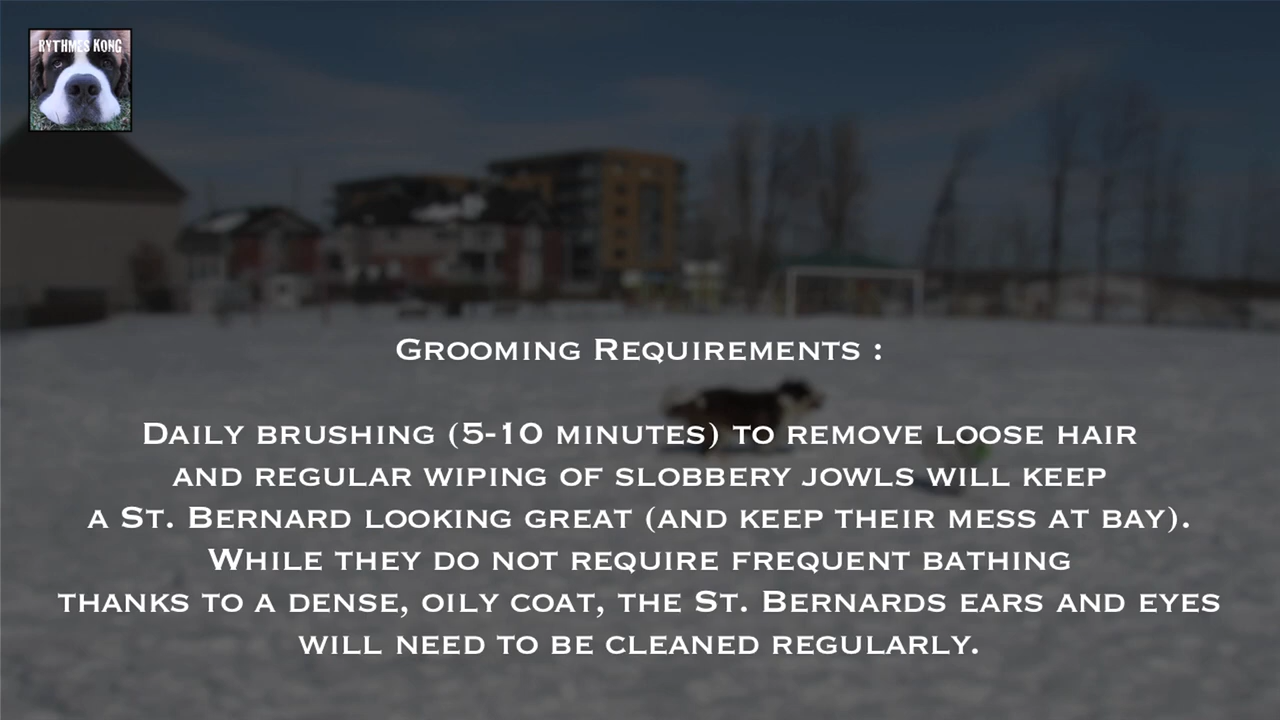 RYTHMES KONG
Grooming Requirements :
Daily brushing (5-10 minutes) to remove loose hair
and regular wiping of slobbery jowls will keep
a St. Bernard looking great (and keep their mess at bay).
While they do not require frequent bathing
thanks to a dense, oily coat, the St. Bernards ears and eyes
will need to be cleaned regularly.